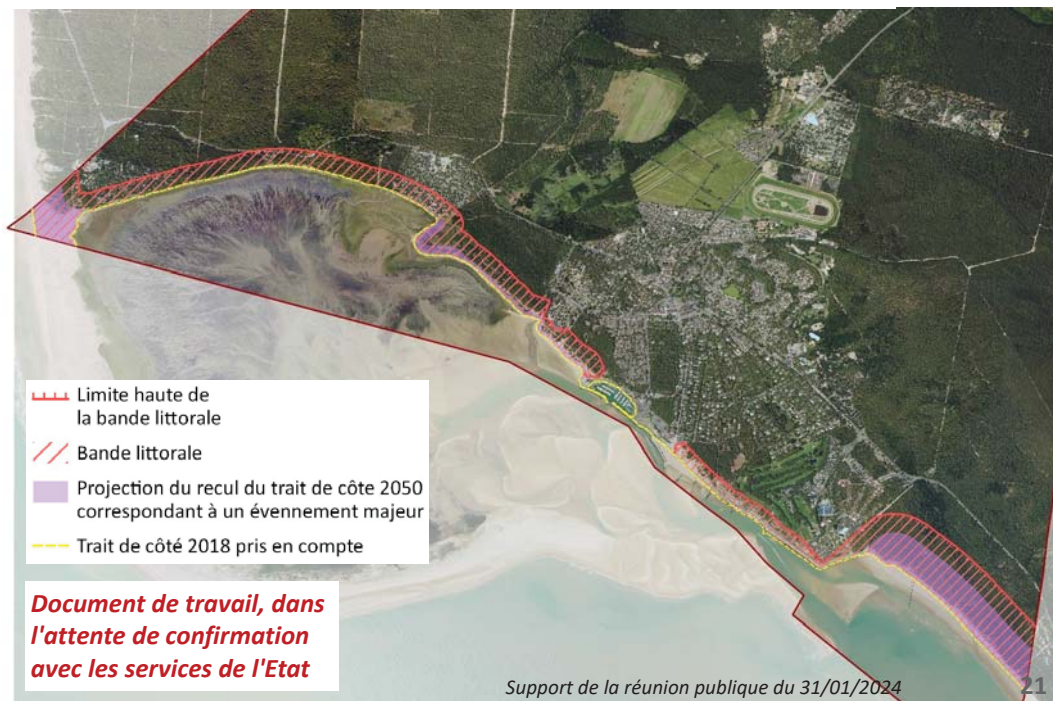 Limite haute de
la bande littorale
Bande littorale
Projection du recul du trait de côte 2050
correspondant à un évennement majeur
Trait de côté 2018 pris en compte
Document de travail, dans
l'attente de confirmation
avec les services de l'Etat
Support de la réunion publique du 31/01/2024
21